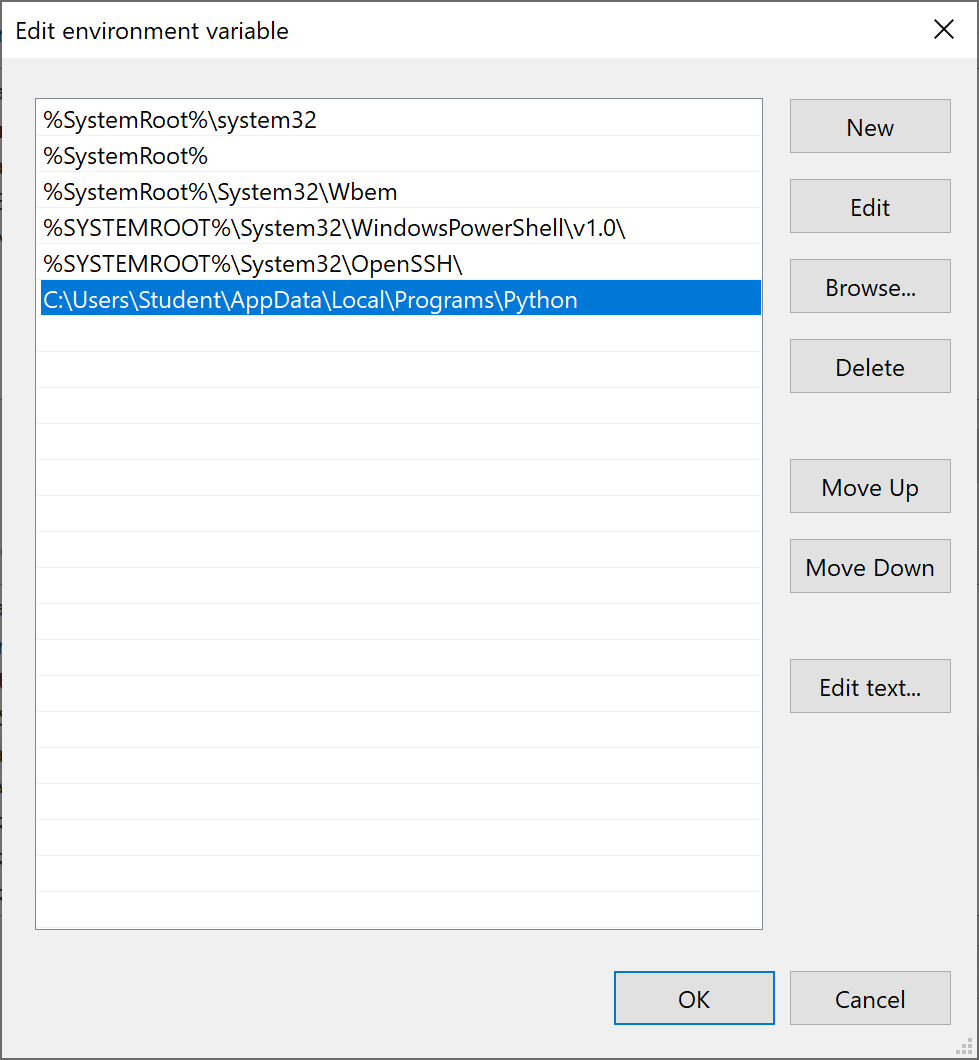 Edit environment variable
%SystemRoot%\system32
%SystemRoot%
%SystemRoot%\System32\Wbem
%SYSTEMROOT%\System32\WindowsPowerShell\v1.0\
%SYSTEMROOT%\System32\OpenSSH\
C:\Users\Student\AppData\Local\Programs\Python
New
Edit
Browse...
Delete
Move Up
Move Down
Edit text...
OK
Cancel